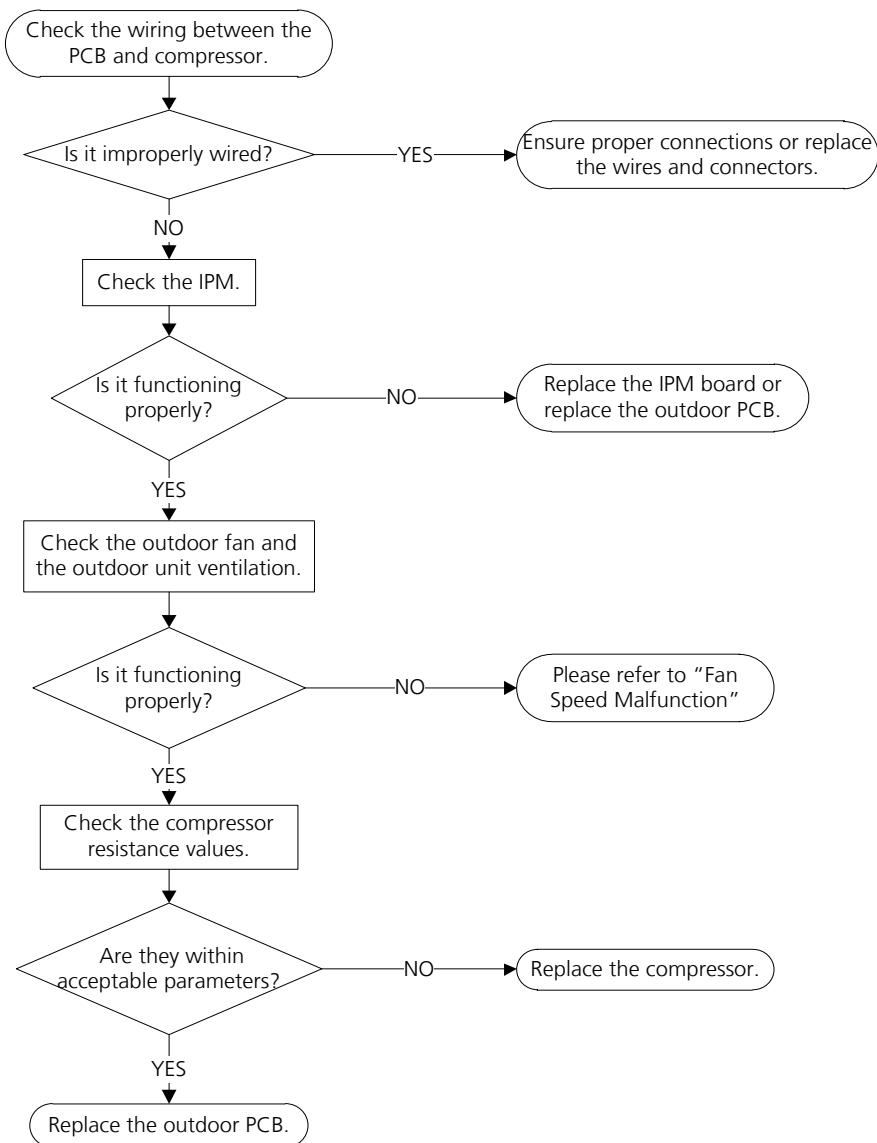 Check the wiring between the
PCB and compressor.
Is it improperly wired?
YES
Ensure proper connections or replace
the wires and connectors.
NO
Check the IPM.
Is it functioning
properly?
NO
Replace the IPM board or
replace the outdoor PCB.
YES
Check the outdoor fan and
the outdoor unit ventilation.
Is it functioning
properly?
NO
Please refer to “Fan
Speed Malfunction”
YES
Check the compressor
resistance values.
Are they within
acceptable parameters?
NO
Replace the compressor.
YES
Replace the outdoor PCB.